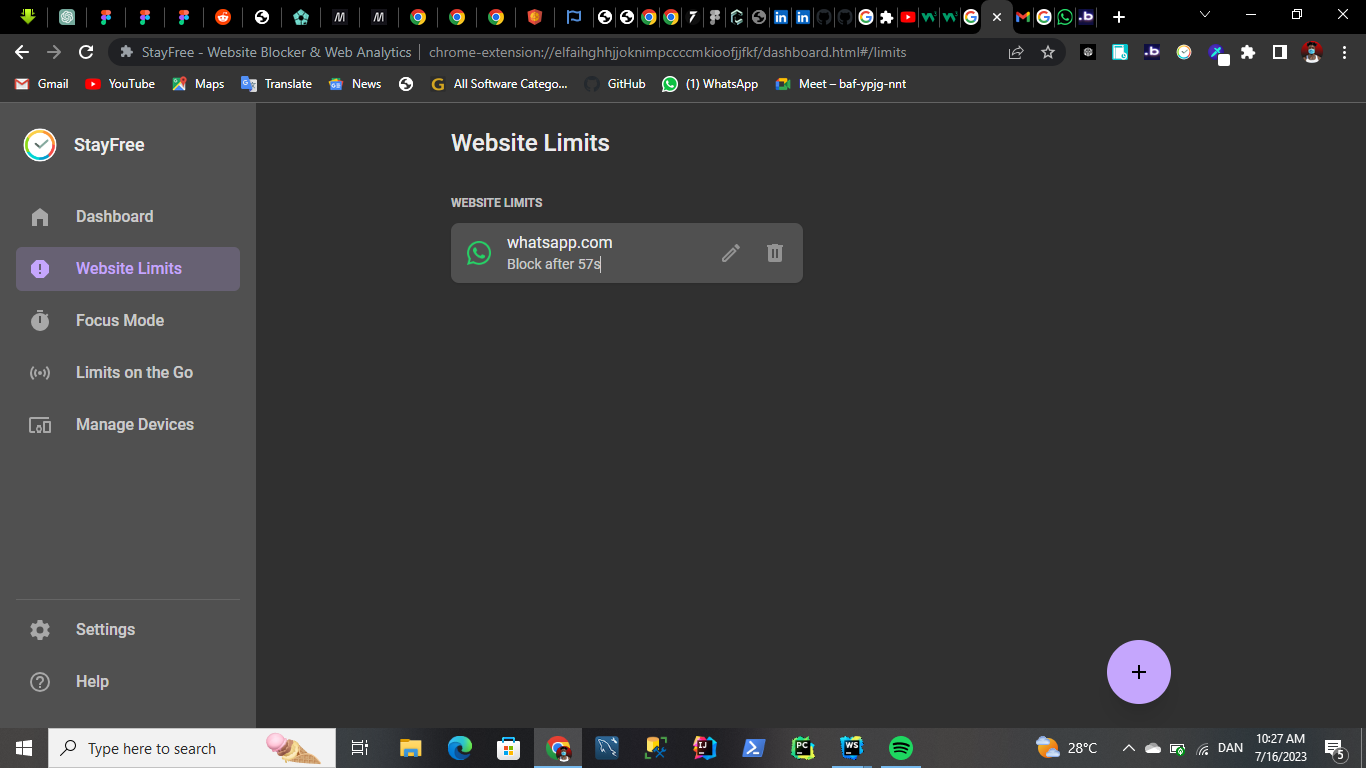 StayFree - Website Blocker & Web Analytics | chrome-extension://elfaihghhjjoknimpccccmkioofjjfkf/dashboard.html#/limits
Gmail YouTube Maps Translate News All Software Catego... GitHub (1) WhatsApp Meet – baf-ypjg-nnt
StayFree
Dashboard
Website Limits
Focus Mode
Limits on the Go
Manage Devices
Settings
Help
Website Limits
WEBSITE LIMITS
whatsapp.com
Block after 57s
+
Type here to search
28°C
DAN
10:27 AM
7/16/2023
5